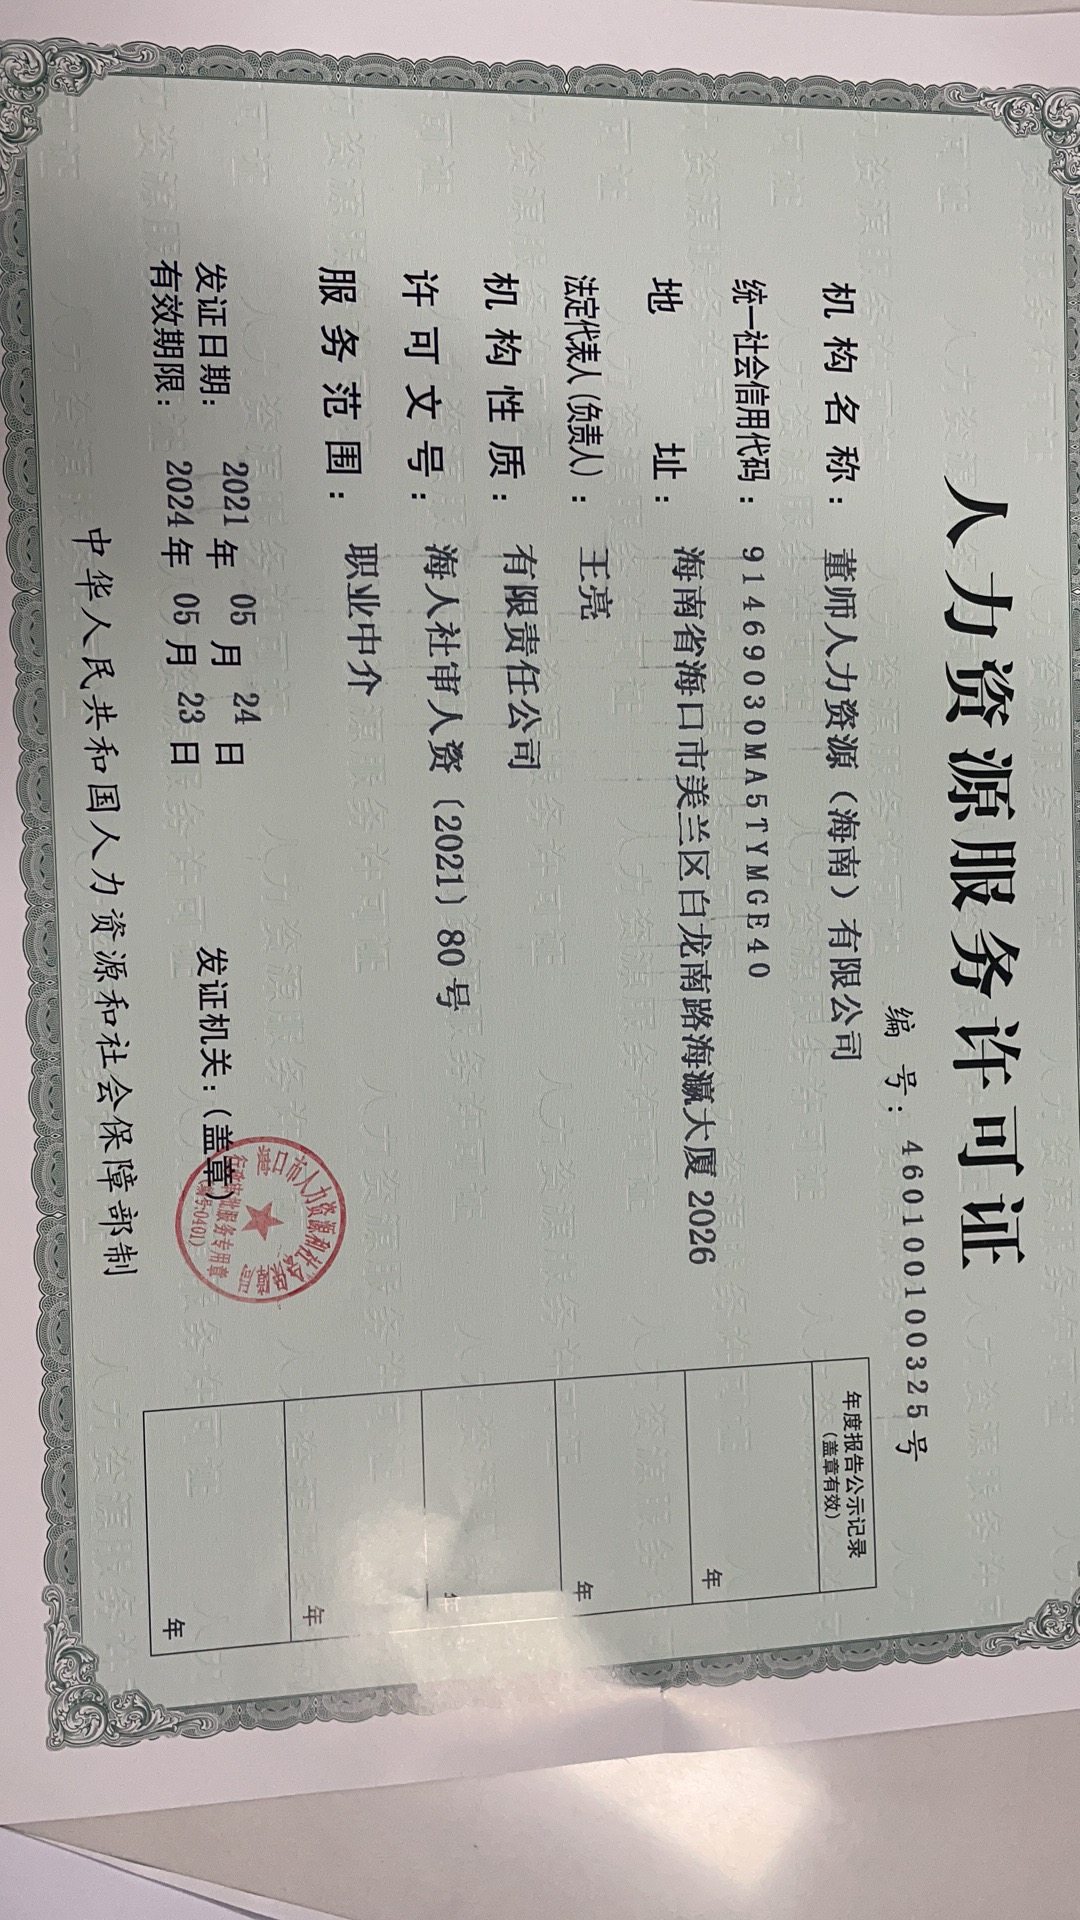 人力资源服务许可证
编 号：460100100325号
机构名称：董师人力资源（海南）有限公司
统一社会信用代码：91469030MA5TYMGE40
地 址：海南省海口市美兰区白龙南路海瀛大厦2026
法定代表人（负责人）：王亮
机构性质：有限责任公司
许可文号：海人社审人资（2021）80号
服务范围：职业中介
发证日期：2021年05月24日
有效期限：2024年05月23日
发证机关：（盖章）
海口市人力资源和社会保障局
行政审批服务专用章
中华人民共和国人力资源和社会保障部制
年度报告公示记录
（盖章有效）
年
年
年
年